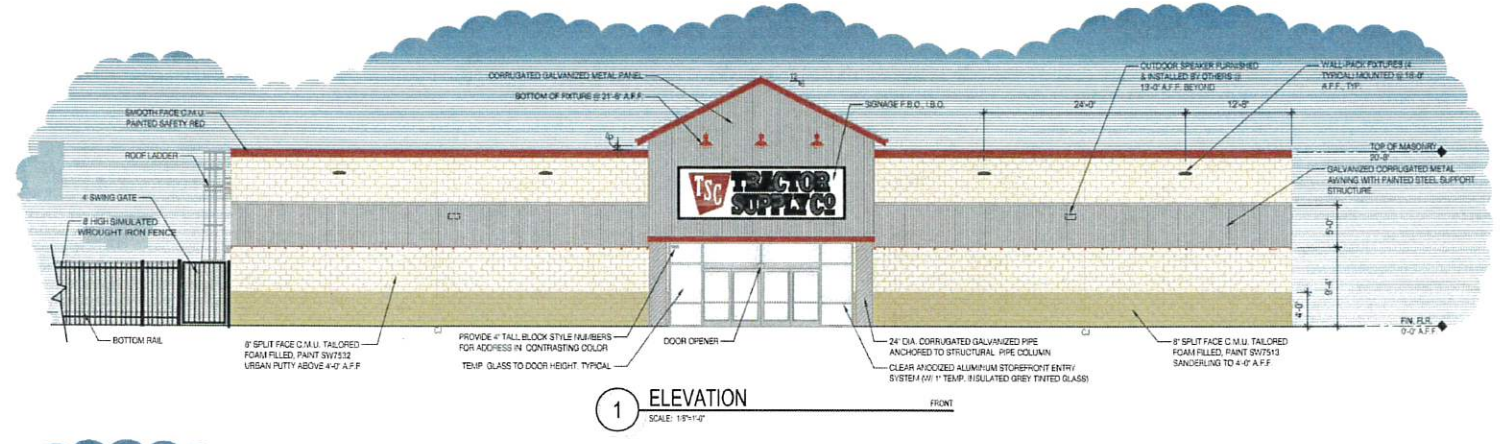 CORRUGATED GALVANIZED METAL PANEL
BOTTOM OF FIXTURE @ 21'-6" A.F.F.
12
SIGNAGE F.B.O., I.B.O.
OUTDOOR SPEAKER FURNISHED
& INSTALLED BY OTHERS @
13'-0" A.F.F. BEYOND
WALL-PACK FIXTURES (4
TYPICAL) MOUNTED @ 18'-0"
A.F.F., TYP.
24'-0"
12'-8"
SMOOTH FACE C.M.U.
PAINTED SAFETY RED
ROOF LADDER
4' SWING GATE
8' HIGH SIMULATED
WROUGHT IRON FENCE
TOP OF MASONRY
20'-8"
GALVANIZED CORRUGATED METAL
AWNING WITH PAINTED STEEL SUPPORT
STRUCTURE
TSC
TRACTOR
SUPPLY CO
5'-0"
9'-4"
4'-0"
FIN. FLR.
0'-0" A.F.F.
BOTTOM RAIL
8" SPLIT FACE C.M.U. TAILORED
FOAM FILLED, PAINT SW7532
URBAN PUTTY ABOVE 4'-0" A.F.F.
PROVIDE 4" TALL BLOCK STYLE NUMBERS
FOR ADDRESS IN CONTRASTING COLOR
TEMP. GLASS TO DOOR HEIGHT, TYPICAL
DOOR OPENER
24" DIA. CORRUGATED GALVANIZED PIPE
ANCHORED TO STRUCTURAL PIPE COLUMN
CLEAR ANODIZED ALUMINUM STOREFRONT ENTRY
SYSTEM (W/ 1" TEMP. INSULATED GREY TINTED GLASS)
8" SPLIT FACE C.M.U. TAILORED
FOAM FILLED, PAINT SW7513
SANDERLING TO 4'-0" A.F.F.
CJ
CJ
1
ELEVATION
FRONT
SCALE: 1/8"=1'-0"